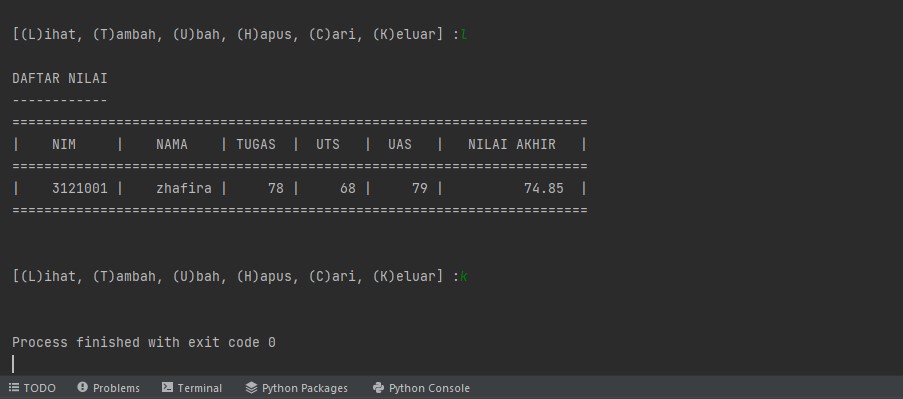 [(L)ihat, (T)ambah, (U)bah, (H)apus, (C)ari, (K)eluar] :l
DAFTAR NILAI
------------
========================================================================
|    NIM     |    NAMA    | TUGAS  |  UTS   |  UAS   |   NILAI AKHIR   |
========================================================================
|    3121001 |    zhafira |     78 |     68 |     79 |          74.85  |
========================================================================
[(L)ihat, (T)ambah, (U)bah, (H)apus, (C)ari, (K)eluar] :k
Process finished with exit code 0
TODO Problems Terminal Python Packages Python Console